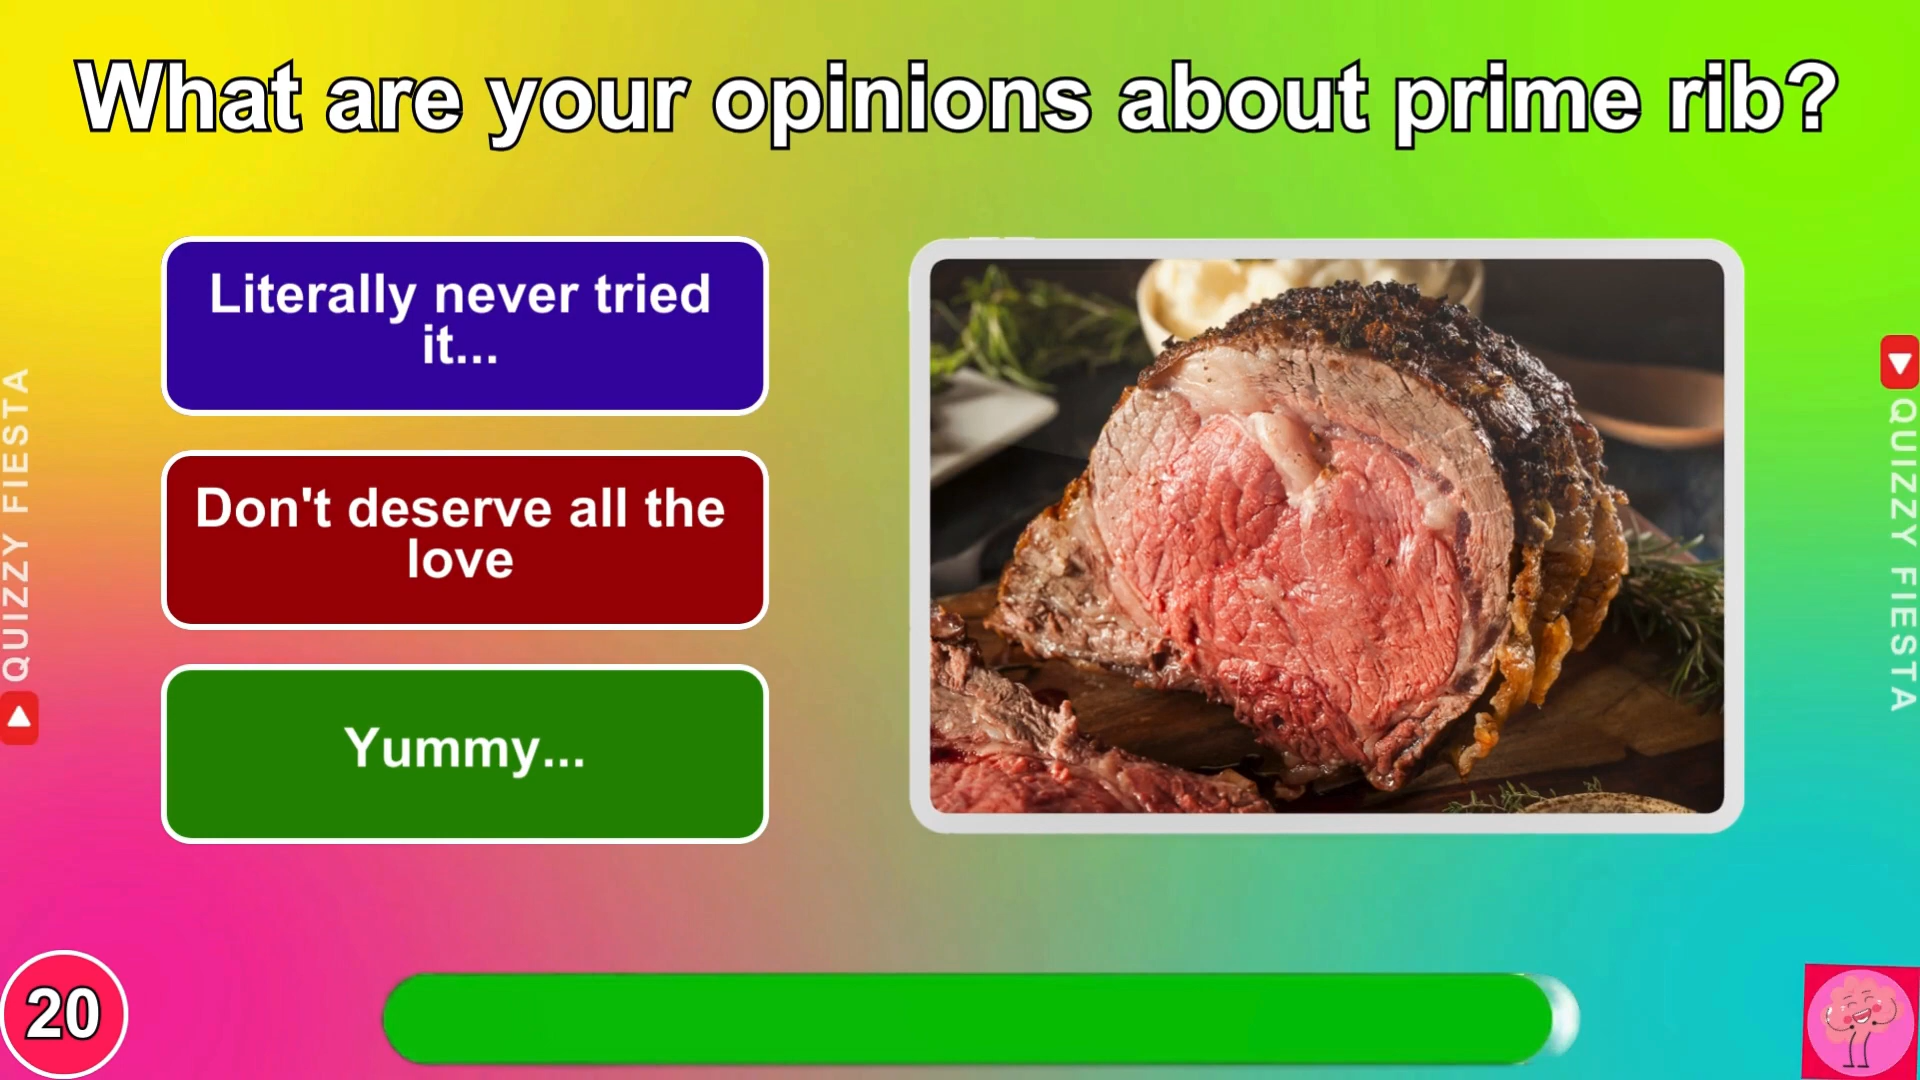 What are your opinions about prime rib?
Literally never tried
it...
Don't deserve all the
love
Yummy...
QUIZZY FIESTA
QUIZZY FIESTA
20